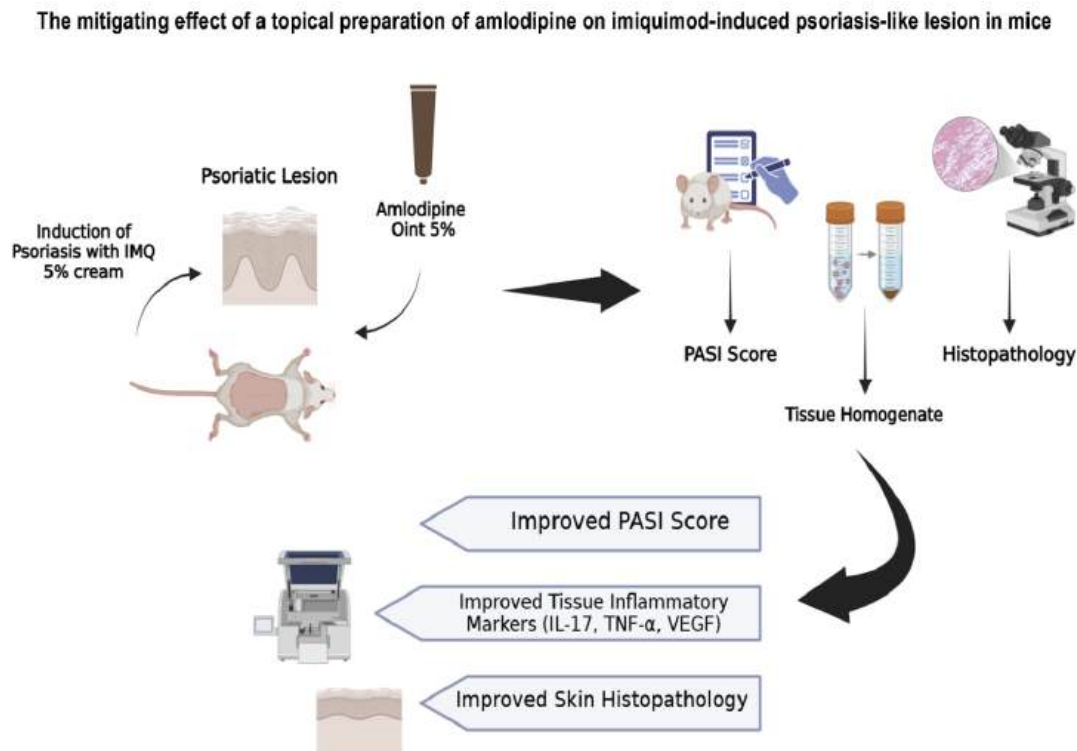 The mitigating effect of a topical preparation of amlodipine on imiquimod-induced psoriasis-like lesion in mice
Psoriatic Lesion
Induction of
Psoriasis with IMQ
5% cream
Amlodipine
Oint 5%
PASI Score
Histopathology
Tissue Homogenate
Improved PASI Score
Improved Tissue Inflammatory
Markers (IL-17, TNF-α, VEGF)
Improved Skin Histopathology